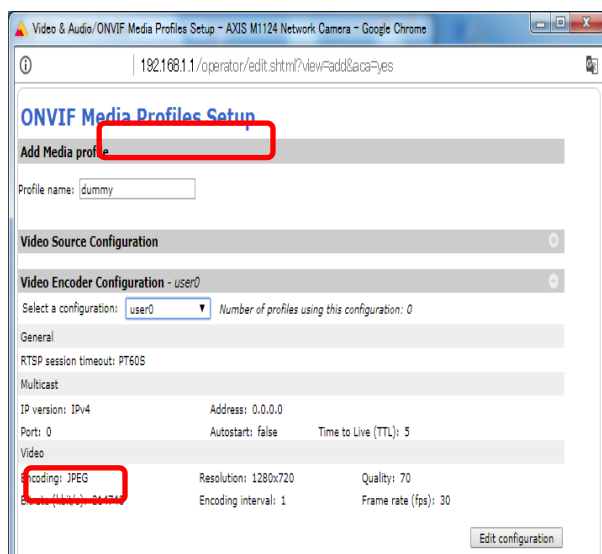 Video & Audio/ONVIF Media Profiles Setup - AXIS M1124 Network Camera - Google Chrome
192.168.1.1/operator/edit.shtml?view=add&aca=yes
ONVIF Media Profiles Setup
Add Media profile
Profile name: dummy
Video Source Configuration
Video Encoder Configuration - user0
Select a configuration: user0 Number of profiles using this configuration: 0
General
RTSP session timeout: PT60S
Multicast
IP version: IPv4 Address: 0.0.0.0
Port: 0 Autostart: false Time to Live (TTL): 5
Video
Encoding: JPEG Resolution: 1280x720 Quality: 70
Bitrate (kbit/s): Encoding interval: 1 Frame rate (fps): 30
Edit configuration